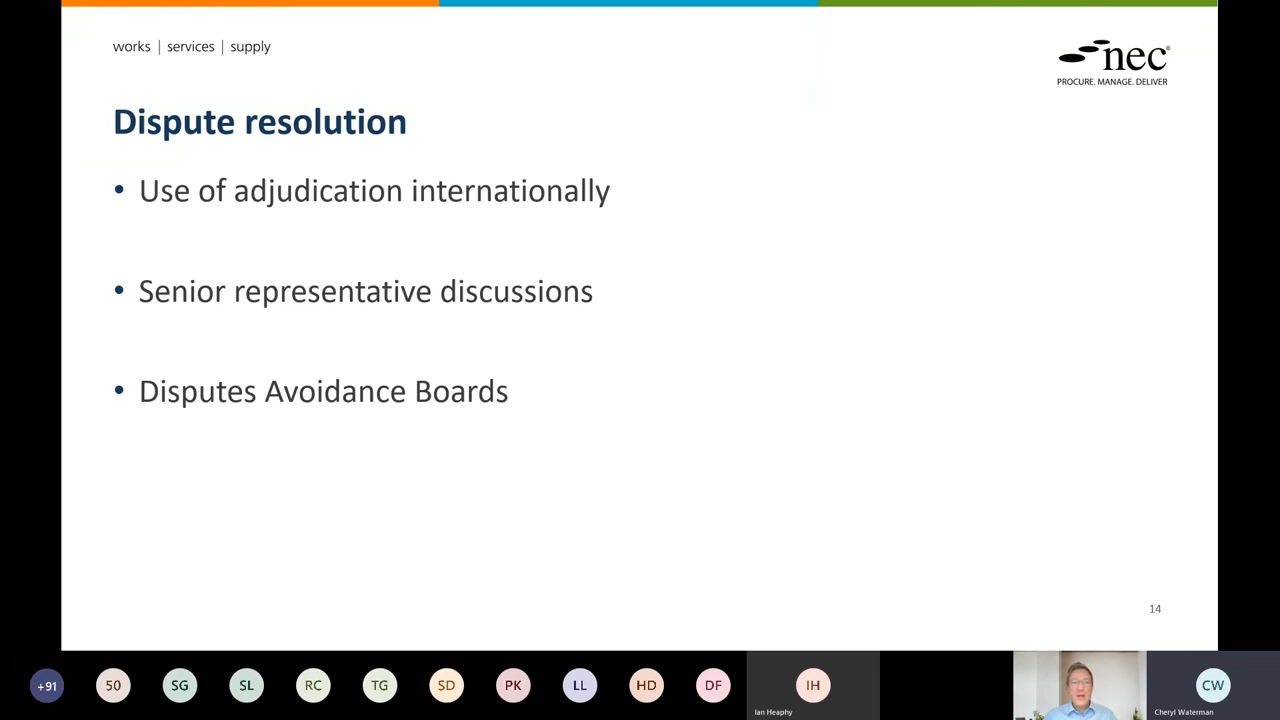 works | services | supply
nec®
PROCURE. MANAGE. DELIVER
Dispute resolution
• Use of adjudication internationally
• Senior representative discussions
• Disputes Avoidance Boards
14
+91 50 SG SL RC TG SD PK LL HD DF IH CW
Ian Heaphy
Cheryl Waterman